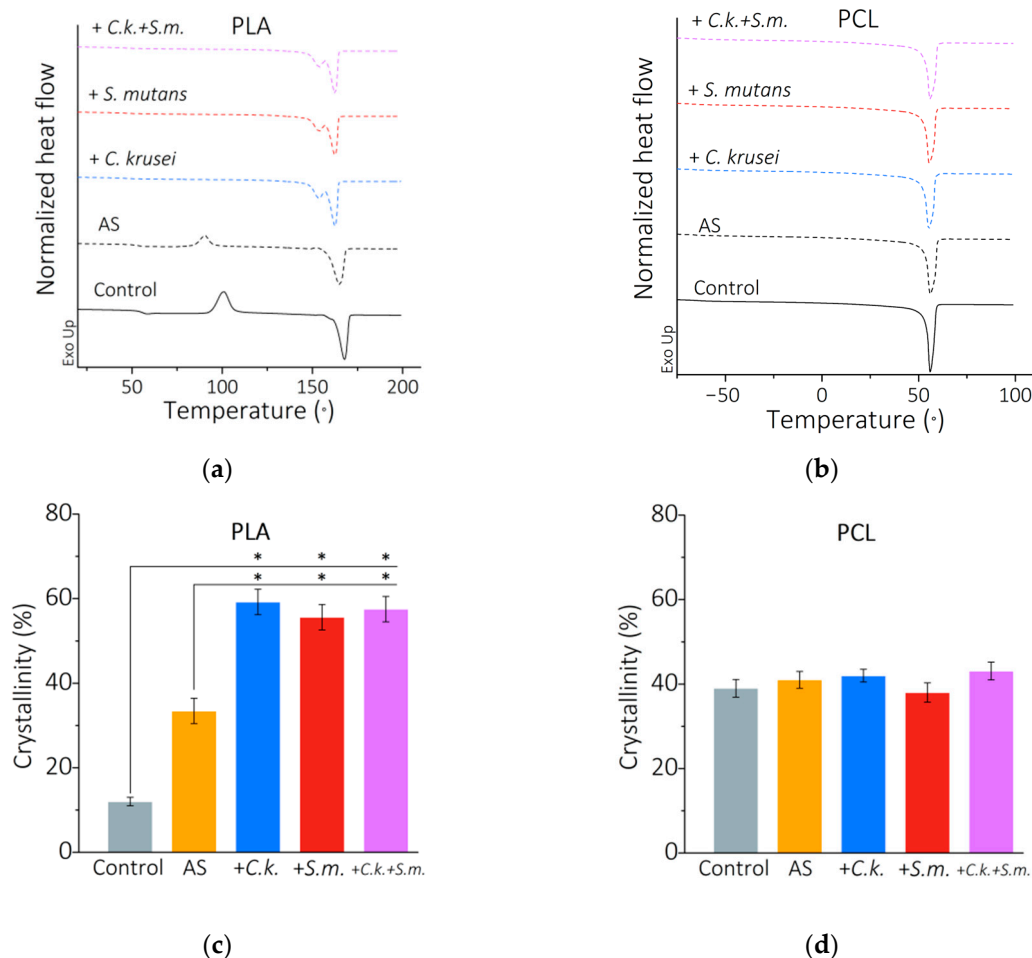 PLA
+ C.k.+S.m.
+ S. mutans
+ C. krusei
AS
Control
Normalized heat flow
Exo Up
50 100 150 200
Temperature (◦)
(a)
PCL
+ C.k.+S.m.
+ S. mutans
+ C. krusei
AS
Control
Normalized heat flow
Exo Up
−50 0 50 100
Temperature (◦)
(b)
PLA
80
60
40
20
0
Crystallinity (%)
* * *
* * *
Control AS +C.k. +S.m. +C.k.+S.m.
(c)
PCL
80
60
40
20
0
Crystallinity (%)
Control AS +C.k. +S.m. +C.k.+S.m.
(d)